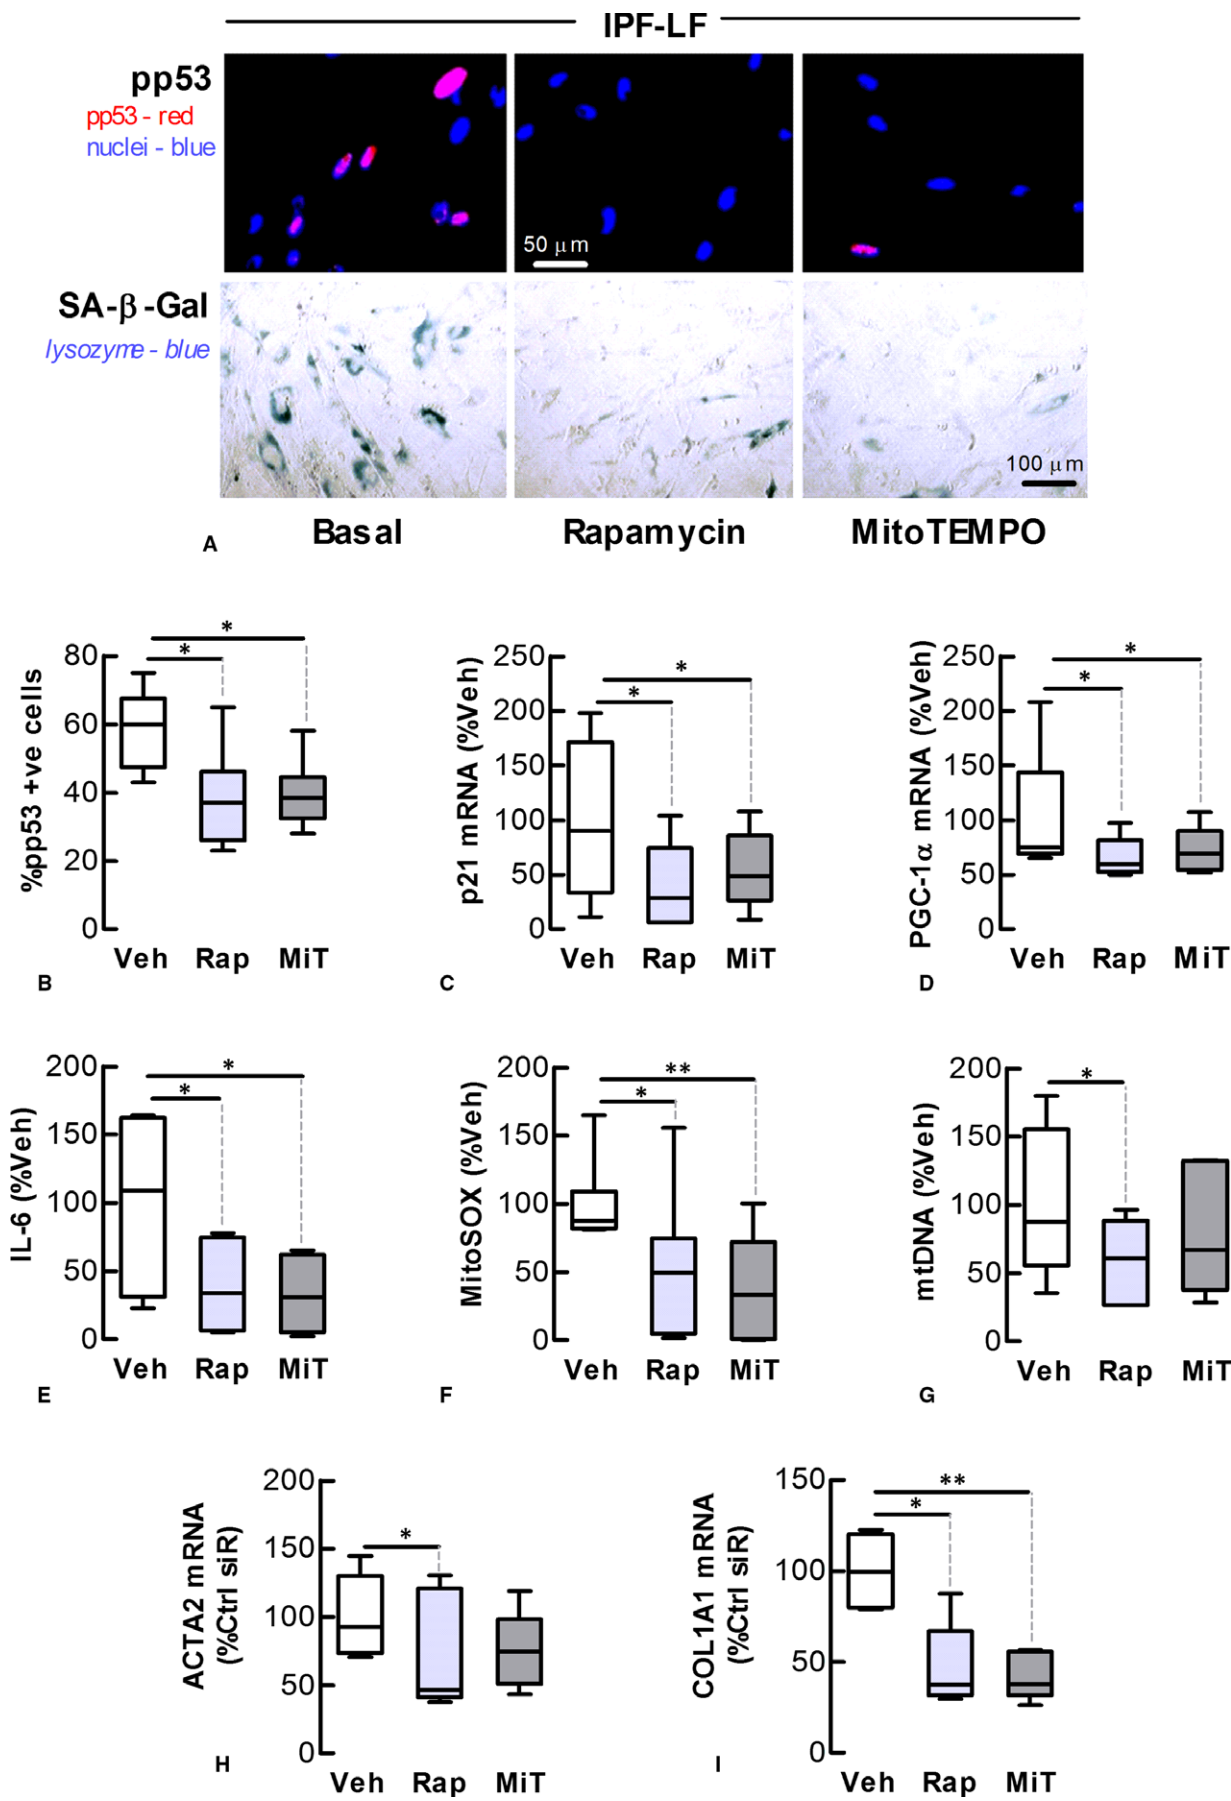 IPF-LF
pp53
pp53 - red
nuclei - blue
50 μm
SA-β-Gal
lysozyme - blue
100 μm
A
Basal
Rapamycin
MitoTEMPO
%pp53 +ve cells
80
60
40
20
0
*
*
Veh
Rap
MiT
B
p21 mRNA (%Veh)
250
200
150
100
50
0
*
*
Veh
Rap
MiT
C
PGC-1α mRNA (%Veh)
250
200
150
100
50
0
*
*
Veh
Rap
MiT
D
IL-6 (%Veh)
200
150
100
50
0
*
*
Veh
Rap
MiT
E
MitoSOX (%Veh)
200
150
100
50
0
**
*
Veh
Rap
MiT
F
mtDNA (%Veh)
200
150
100
50
0
*
Veh
Rap
MiT
G
ACTA2 mRNA
(%Ctrl siR)
200
150
100
50
0
*
Veh
Rap
MiT
H
COL1A1 mRNA
(%Ctrl siR)
150
100
50
0
**
*
Veh
Rap
MiT
I